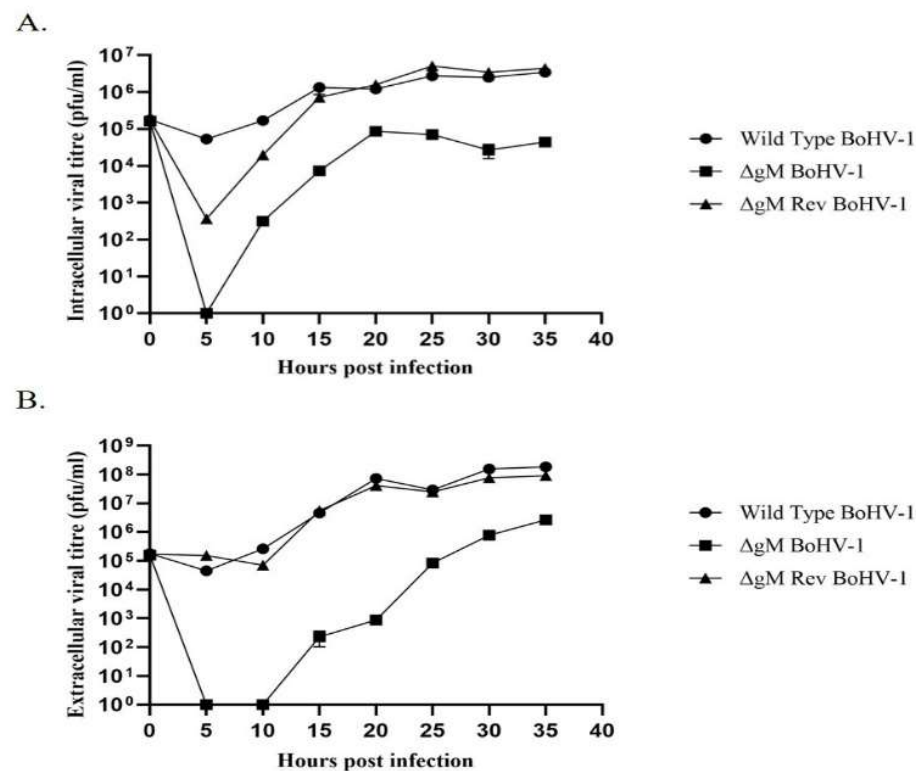 A.
Intracellular viral titre (pfu/ml)
10⁷
10⁶
10⁵
10⁴
10³
10²
10¹
10⁰
0 5 10 15 20 25 30 35 40
Hours post infection
Wild Type BoHV-1
ΔgM BoHV-1
ΔgM Rev BoHV-1
B.
Extracellular viral titre (pfu/ml)
10⁹
10⁸
10⁷
10⁶
10⁵
10⁴
10³
10²
10¹
10⁰
0 5 10 15 20 25 30 35 40
Hours post infection
Wild Type BoHV-1
ΔgM BoHV-1
ΔgM Rev BoHV-1